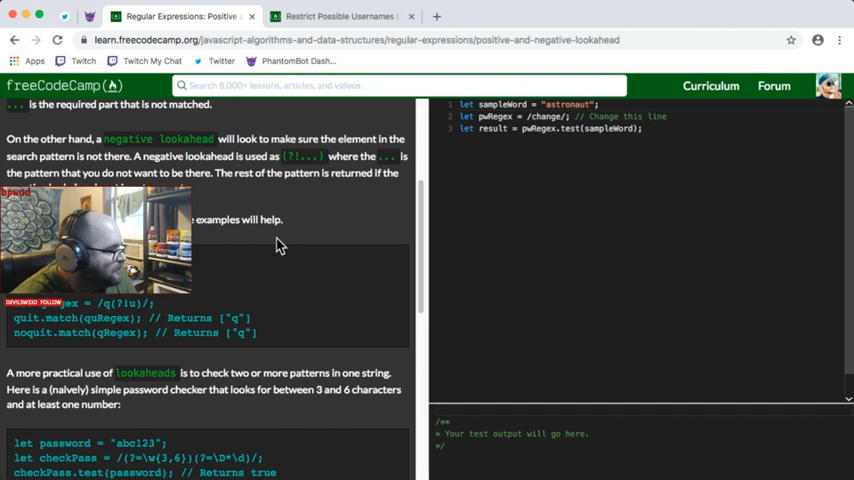 Regular Expressions: Positive a
Restrict Possible Usernames |
learn.freecodecamp.org/javascript-algorithms-and-data-structures/regular-expressions/positive-and-negative-lookahead
Apps
Twitch
Twitch My Chat
Twitter
PhantomBot Dash...
freeCodeCamp
Search 8,000+ lessons, articles, and videos
Curriculum
Forum
... is the required part that is not matched.
On the other hand, a negative lookahead will look to make sure the element in the
search pattern is not there. A negative lookahead is used as (?!...) where the ... is
the pattern that you do not want to be there. The rest of the pattern is returned if the
e examples will help.
DEVILSW33D FOLLOW
= /q(?!u)/;
quit.match(quRegex); // Returns ["q"]
noquit.match(qRegex); // Returns ["q"]
A more practical use of lookaheads is to check two or more patterns in one string.
Here is a (naively) simple password checker that looks for between 3 and 6 characters
and at least one number:
let password = "abc123";
let checkPass = /(?=\w{3,6})(?=\D*\d)/;
checkPass.test(password); // Returns true
1 let sampleWord = "astronaut";
2 let pwRegex = /change/; // Change this line
3 let result = pwRegex.test(sampleWord);
/**
* Your test output will go here.
*/